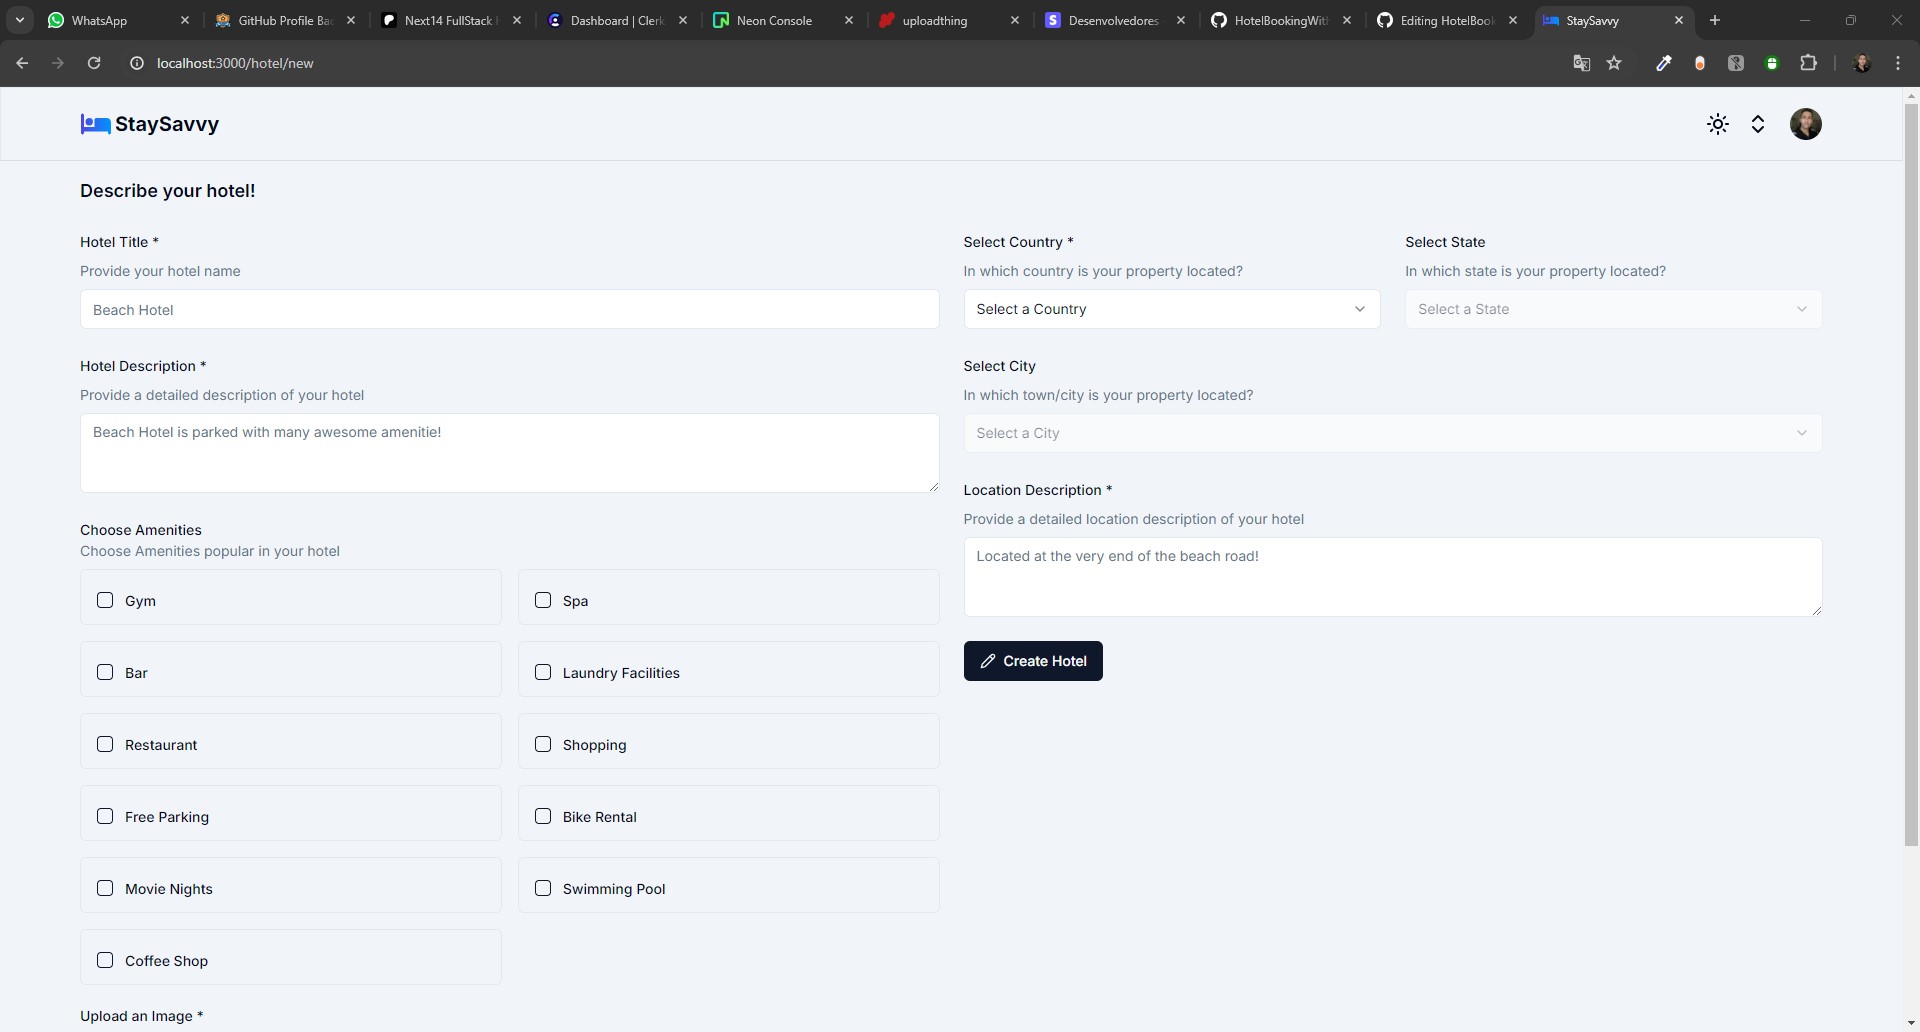 WhatsApp
GitHub Profile Bac
Next14 FullStack
Dashboard | Clerk
Neon Console
uploadthing
Desenvolvedores
HotelBookingWith
Editing HotelBook
StaySavvy
localhost:3000/hotel/new
StaySavvy
Describe your hotel!
Hotel Title *
Provide your hotel name
Beach Hotel
Hotel Description *
Provide a detailed description of your hotel
Beach Hotel is parked with many awesome amenitie!
Choose Amenities
Choose Amenities popular in your hotel
Gym
Spa
Bar
Laundry Facilities
Restaurant
Shopping
Free Parking
Bike Rental
Movie Nights
Swimming Pool
Coffee Shop
Upload an Image *
Select Country *
In which country is your property located?
Select a Country
Select State
In which state is your property located?
Select a State
Select City
In which town/city is your property located?
Select a City
Location Description *
Provide a detailed location description of your hotel
Located at the very end of the beach road!
Create Hotel